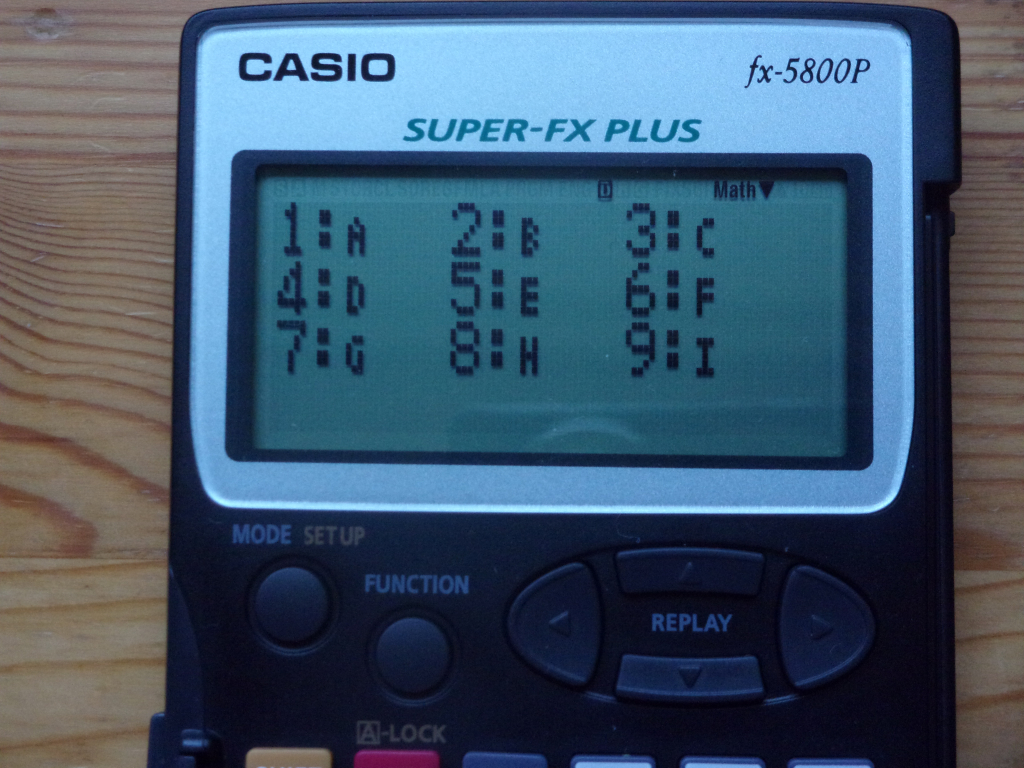 CASIO fx-5800P
SUPER-FX PLUS
D Math▼
1:A 2:B 3:C
4:D 5:E 6:F
7:G 8:H 9:I
MODE SETUP
FUNCTION
REPLAY
A-LOCK
SHIFT